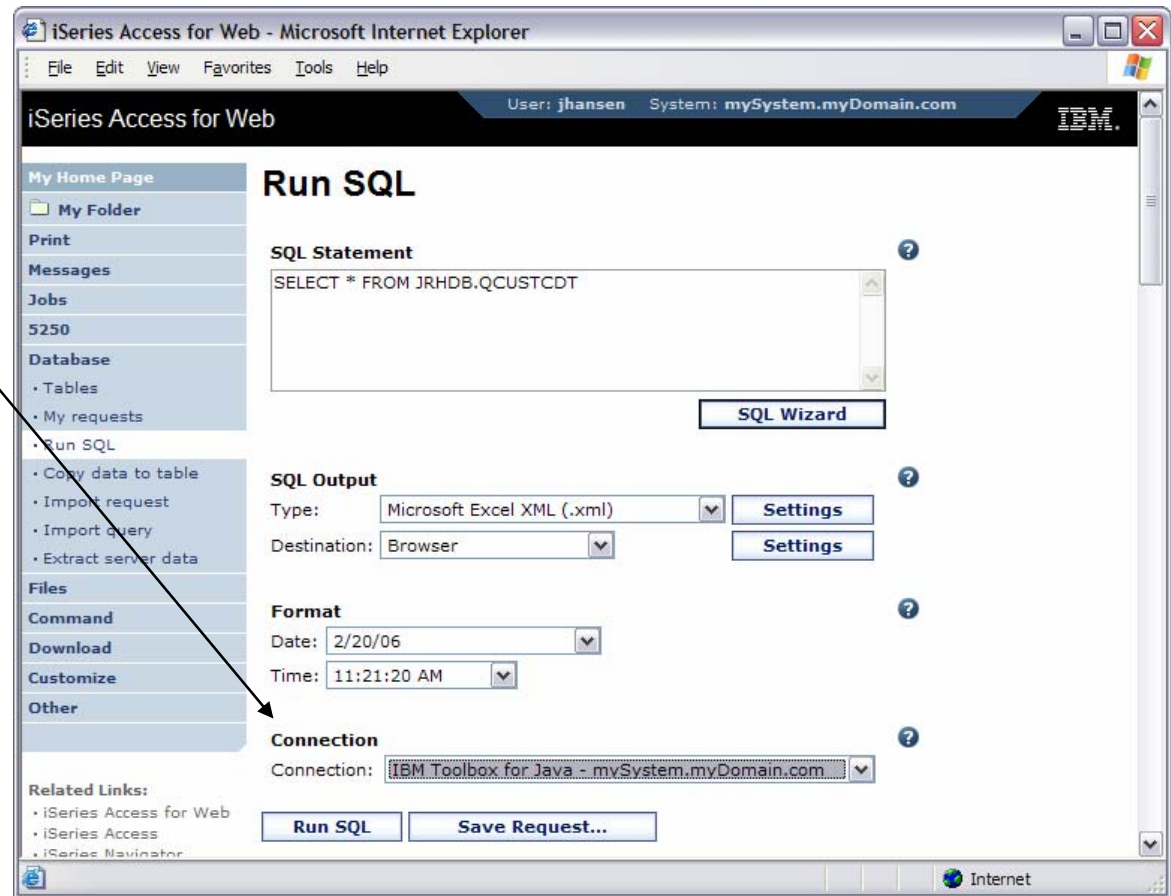 iSeries Access for Web - Microsoft Internet Explorer
File Edit View Favorites Tools Help
iSeries Access for Web
User: jhansen System: mySystem.myDomain.com
IBM.
My Home Page
My Folder
Print
Messages
Jobs
5250
Database
• Tables
• My requests
• Run SQL
• Copy data to table
• Import request
• Import query
• Extract server data
Files
Command
Download
Customize
Other
Related Links:
• iSeries Access for Web
• iSeries Access
• iSeries Navigator
Run SQL
SQL Statement
?
SELECT * FROM JRHDB.QCUSTCDT
SQL Wizard
SQL Output
?
Type: Microsoft Excel XML (.xml) Settings
Destination: Browser Settings
Format
?
Date: 2/20/06
Time: 11:21:20 AM
Connection
?
Connection: IBM Toolbox for Java - mySystem.myDomain.com
Run SQL Save Request...
Internet